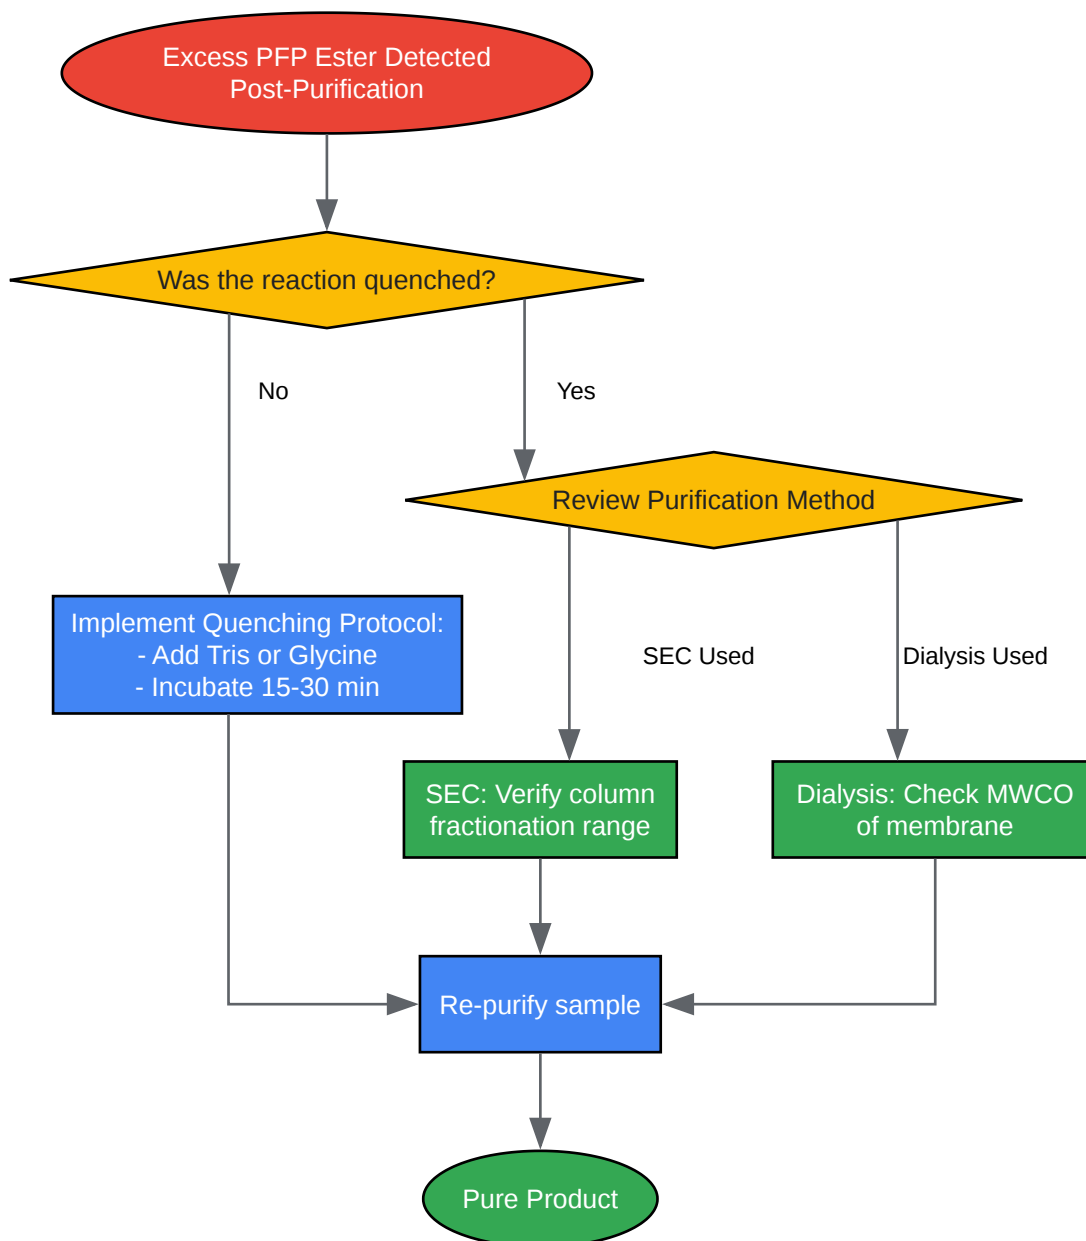 Excess PFP Ester Detected
Post-Purification
Was the reaction quenched?
No
Yes
Review Purification Method
Implement Quenching Protocol:
- Add Tris or Glycine
- Incubate 15-30 min
SEC Used
Dialysis Used
SEC: Verify column
fractionation range
Dialysis: Check MWCO
of membrane
Re-purify sample
Pure Product